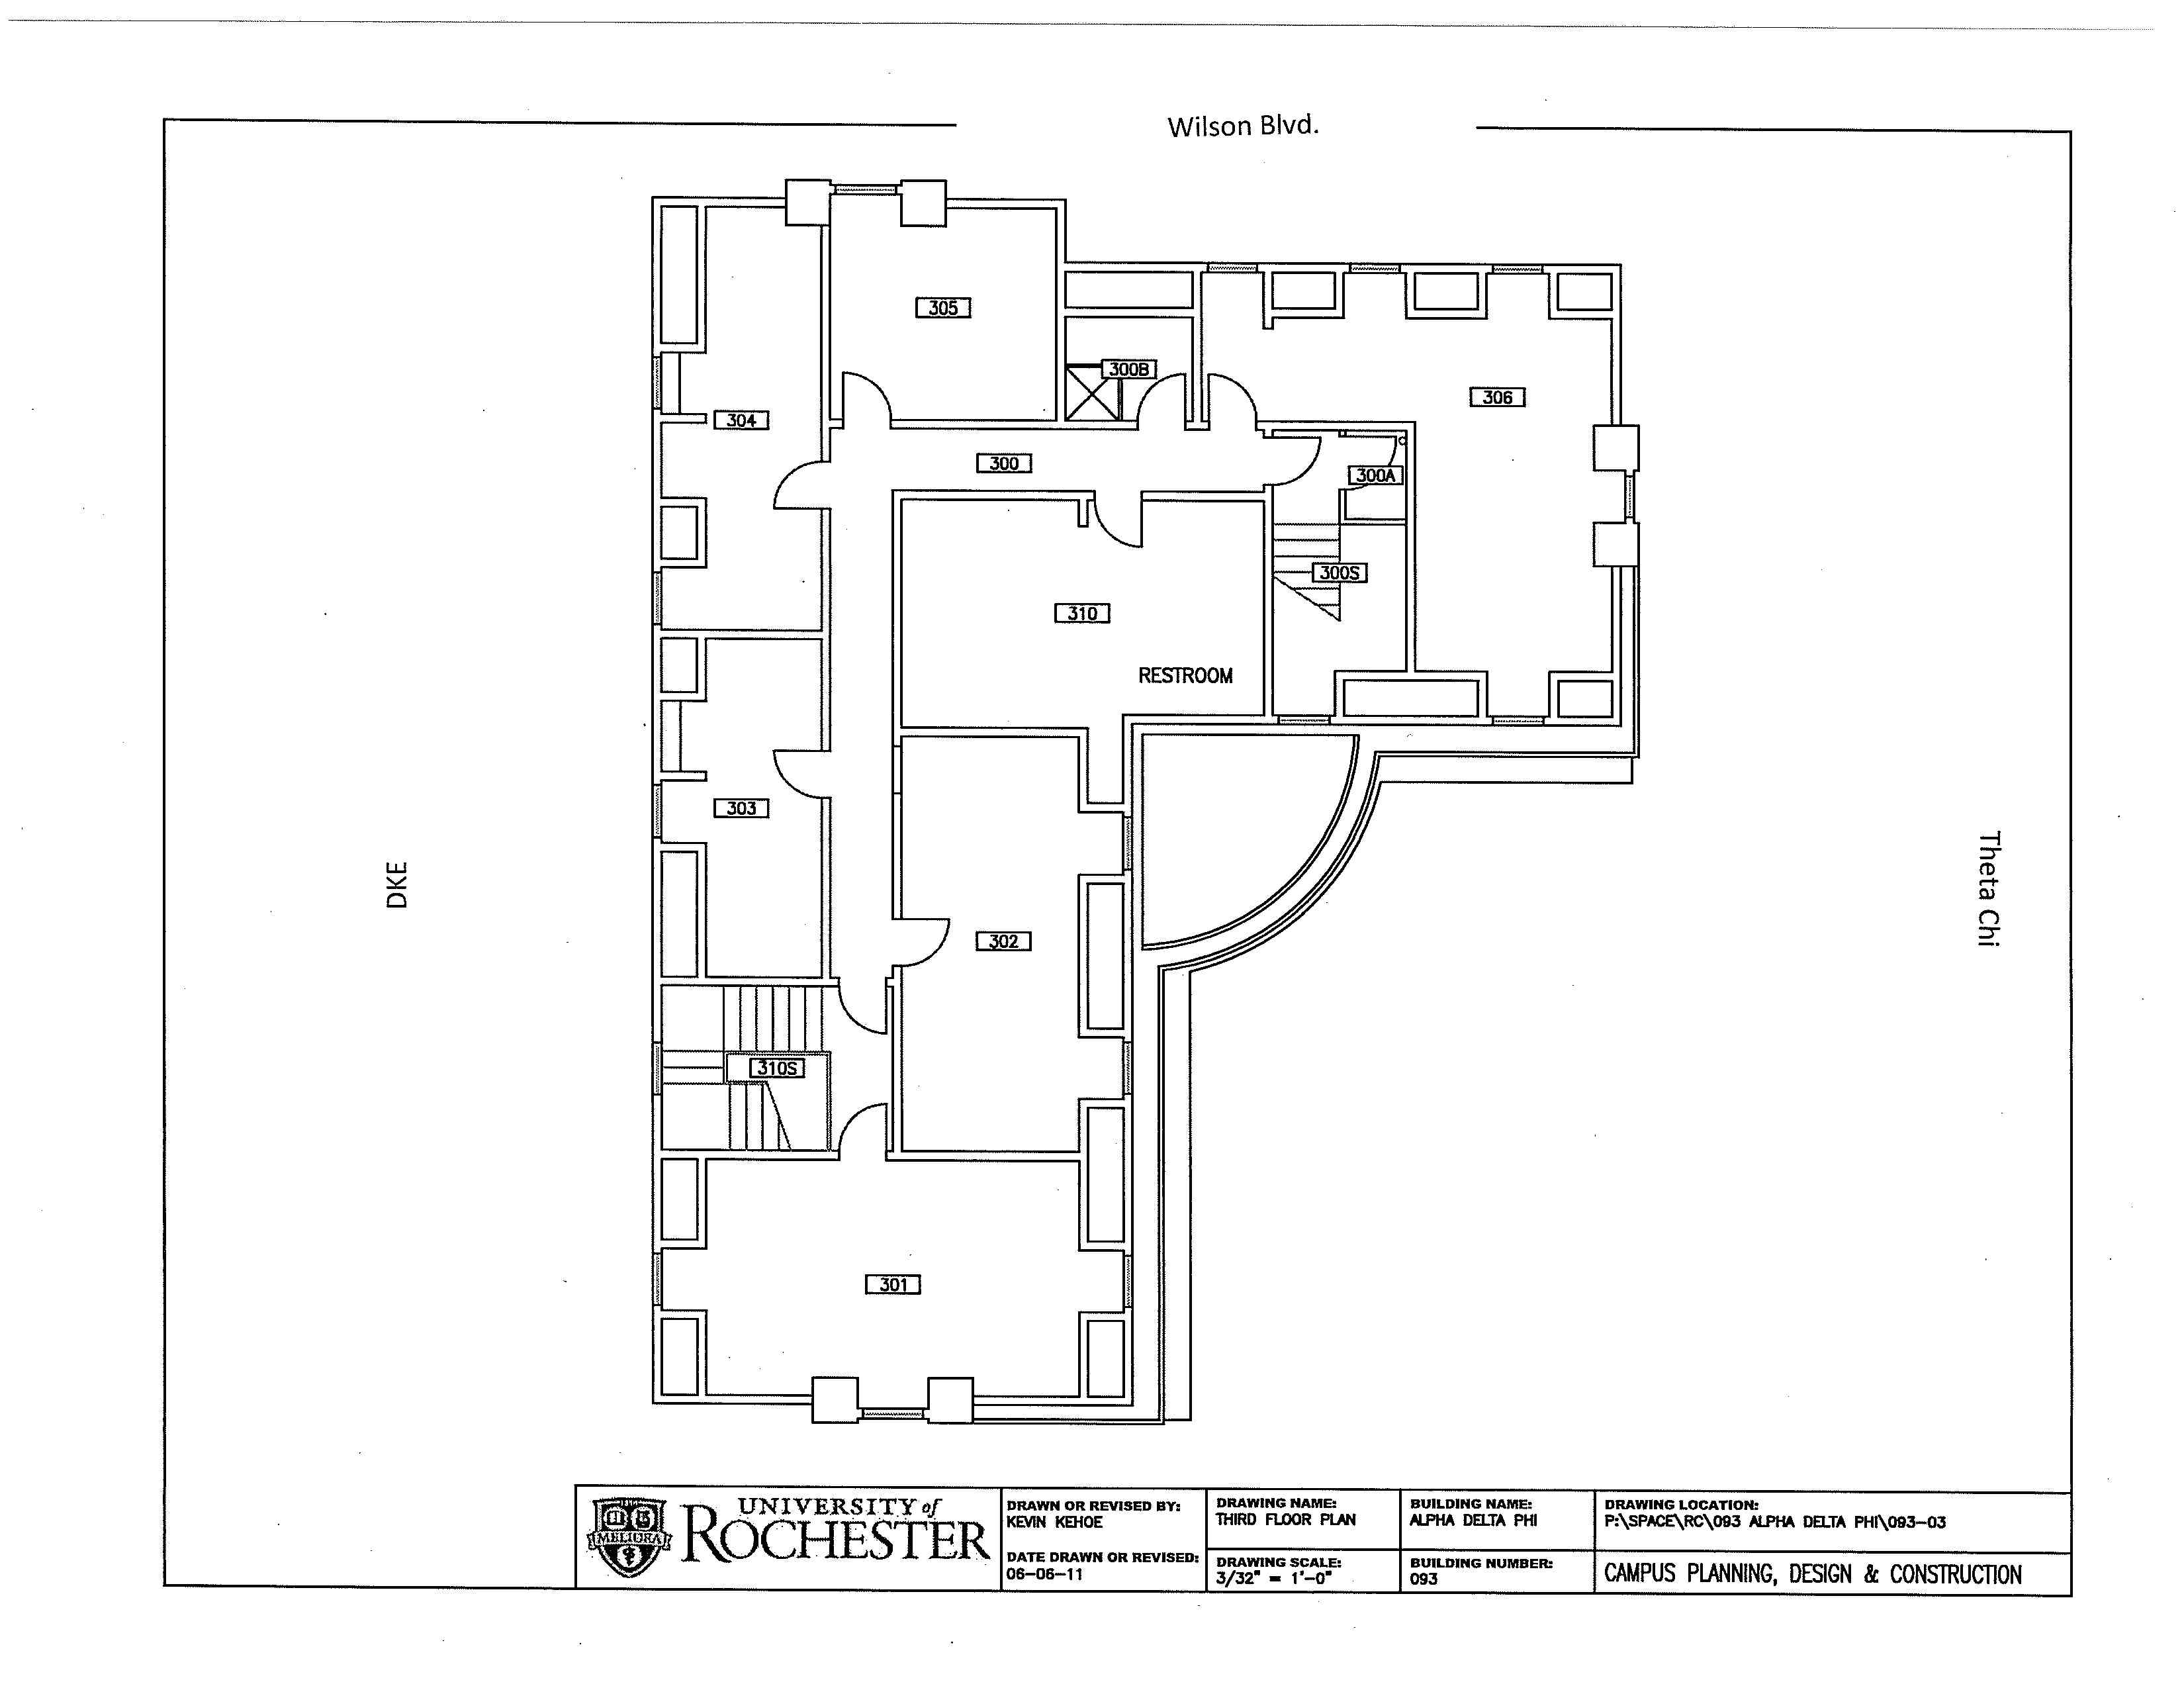 Wilson Blvd.
305
300B
306
304
300
300A
300S
310
RESTROOM
303
DKE
Theta Chi
302
310S
301
MELIORA
UNIVERSITY of
ROCHESTER
DRAWN OR REVISED BY:
KEVIN KEHOE
DATE DRAWN OR REVISED:
06-06-11
DRAWING NAME:
THIRD FLOOR PLAN
DRAWING SCALE:
3/32" = 1'-0"
BUILDING NAME:
ALPHA DELTA PHI
BUILDING NUMBER:
093
DRAWING LOCATION:
P:\SPACE\RC\093 ALPHA DELTA PHI\093-03
CAMPUS PLANNING, DESIGN & CONSTRUCTION